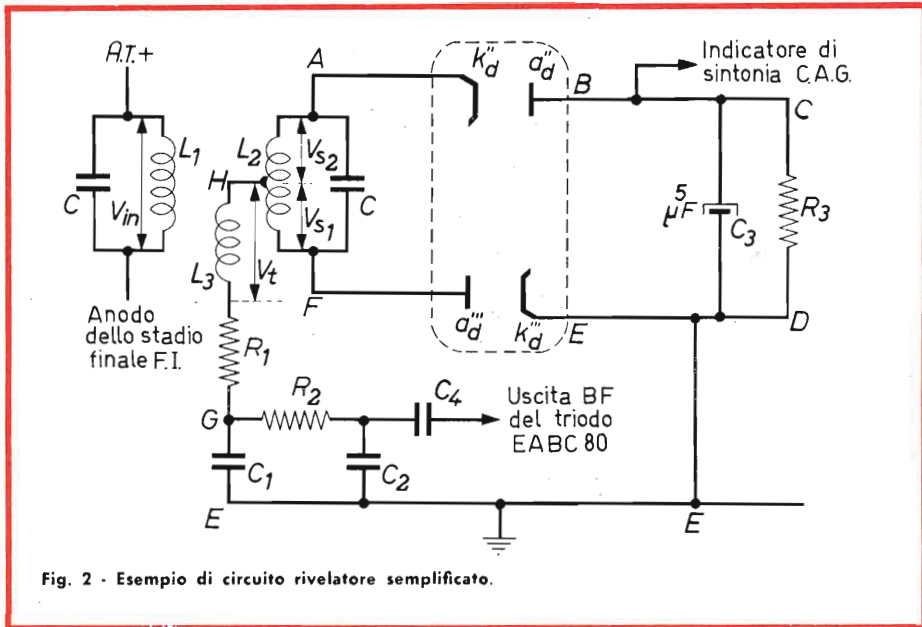 A.T.+
C
Vin
L1
Anodo
dello stadio
finale F.I.
H
L3
Vt
R1
G
C1
E
R2
C2
C4
Uscita BF
del triodo
EABC 80
A
L2
Vs2
Vs1
C
F
k"d
a"d
a'''d
k'''d
B
E
Indicatore di
sintonia C.A.G.
C
5
µF
C3
R3
D
E
Fig. 2 - Esempio di circuito rivelatore semplificato.